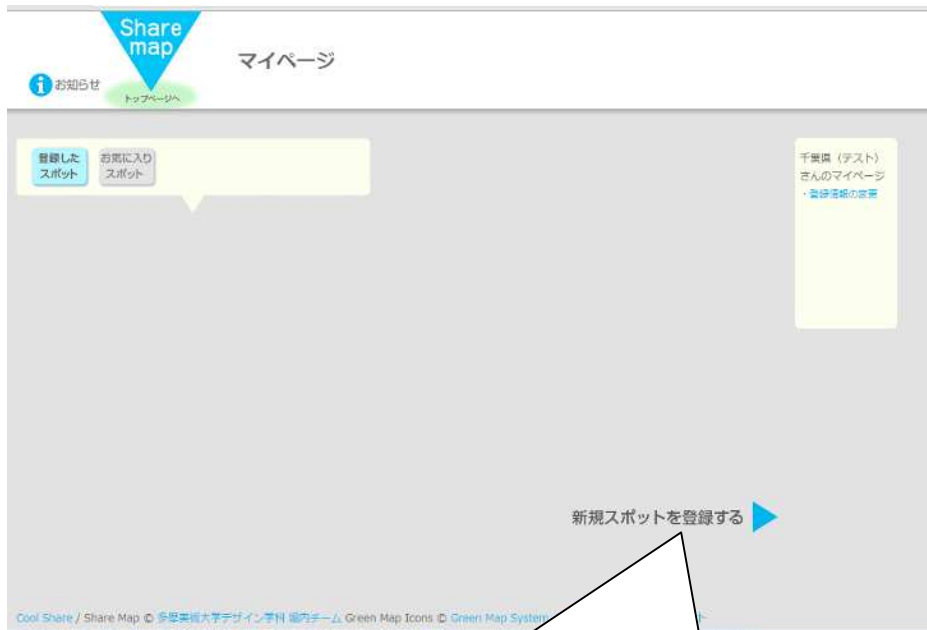 Share
map
マイページ
お知らせ
トップページへ
登録した
スポット
お気に入り
スポット
千葉県（テスト）
さんのマイページ
・登録情報の変更
新規スポットを登録する
Cool Share / Share Map © 多摩美術大学デザイン学科 堀内チーム Green Map Icons © Green Map System